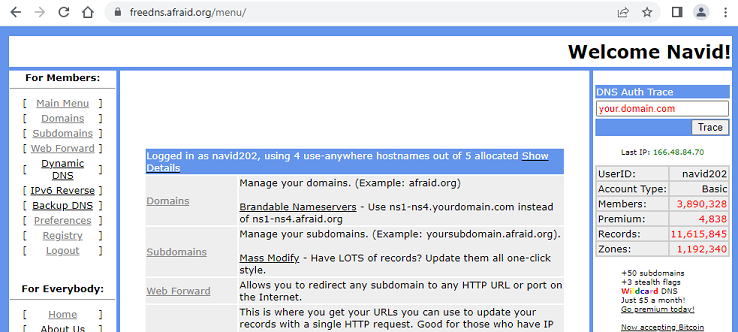 freedns.afraid.org/menu/
Welcome Navid!
For Members:
[ Main Menu ]
[ Domains ]
[ Subdomains ]
[ Web Forward ]
[ Dynamic DNS ]
[ IPv6 Reverse ]
[ Backup DNS ]
[ Preferences ]
[ Registry ]
[ Logout ]
For Everybody:
[ Home ]
[ About Us ]
Logged in as navid202, using 4 use-anywhere hostnames out of 5 allocated Show
Details
Domains
Manage your domains. (Example: afraid.org)
Brandable Nameservers - Use ns1-ns4.yourdomain.com instead
of ns1-ns4.afraid.org
Subdomains
Manage your subdomains. (Example: yoursubdomain.afraid.org).
Mass Modify - Have LOTS of records? Update them all one-click
style.
Web Forward
Allows you to redirect any subdomain to any HTTP URL or port on
the Internet.
This is where you get your URLs you can use to update your
records with a single HTTP request. Good for those who have IP
DNS Auth Trace
your.domain.com
Trace
Last IP: 166.48.84.70
UserID: navid202
Account Type: Basic
Members: 3,890,328
Premium: 4,838
Records: 11,615,845
Zones: 1,192,340
+50 subdomains
+3 stealth flags
Wildcard DNS
Just $5 a month!
Go premium today!
Now accepting Bitcoin